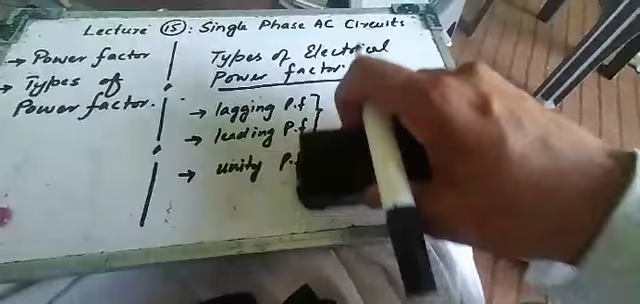 Lecture 15: Single Phase AC Circuits
→ Power factor
→ Types of
Power factor.
Types of Electrical
Power factor.
→ lagging P.f
→ leading P.f
→ unity P.f